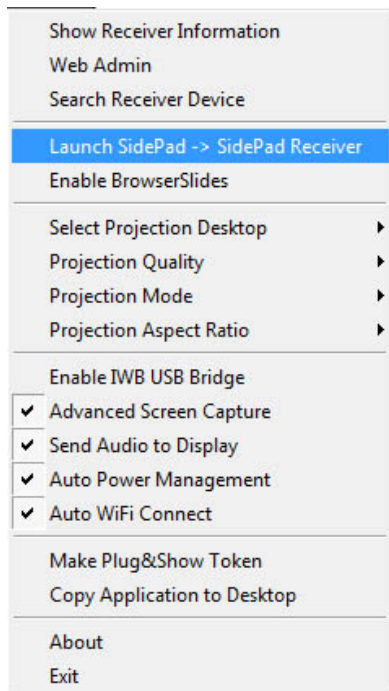 Show Receiver Information
Web Admin
Search Receiver Device
Launch SidePad -> SidePad Receiver
Enable BrowserSlides
Select Projection Desktop
Projection Quality
Projection Mode
Projection Aspect Ratio
Enable IWB USB Bridge
Advanced Screen Capture
Send Audio to Display
Auto Power Management
Auto WiFi Connect
Make Plug&Show Token
Copy Application to Desktop
About
Exit